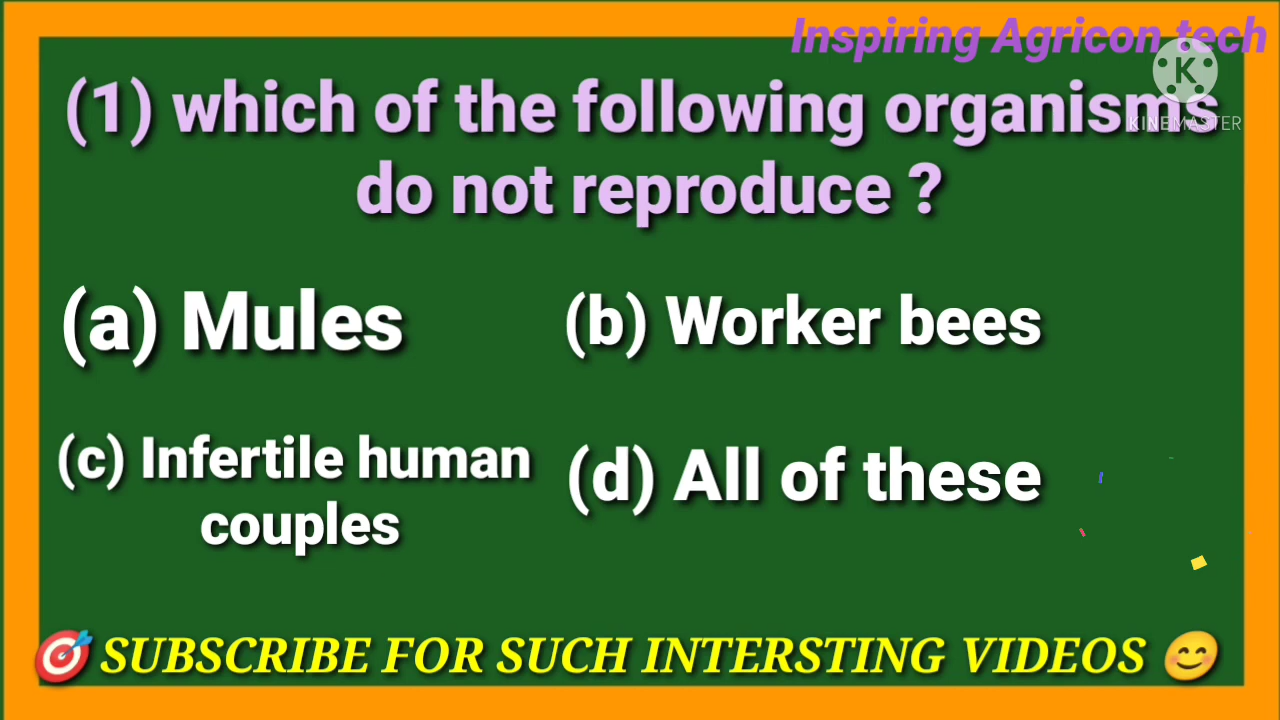 Inspiring Agricon tech
K
KINEMASTER
(1) which of the following organisms
do not reproduce ?
(a) Mules
(b) Worker bees
(c) Infertile human
couples
(d) All of these
SUBSCRIBE FOR SUCH INTERSTING VIDEOS